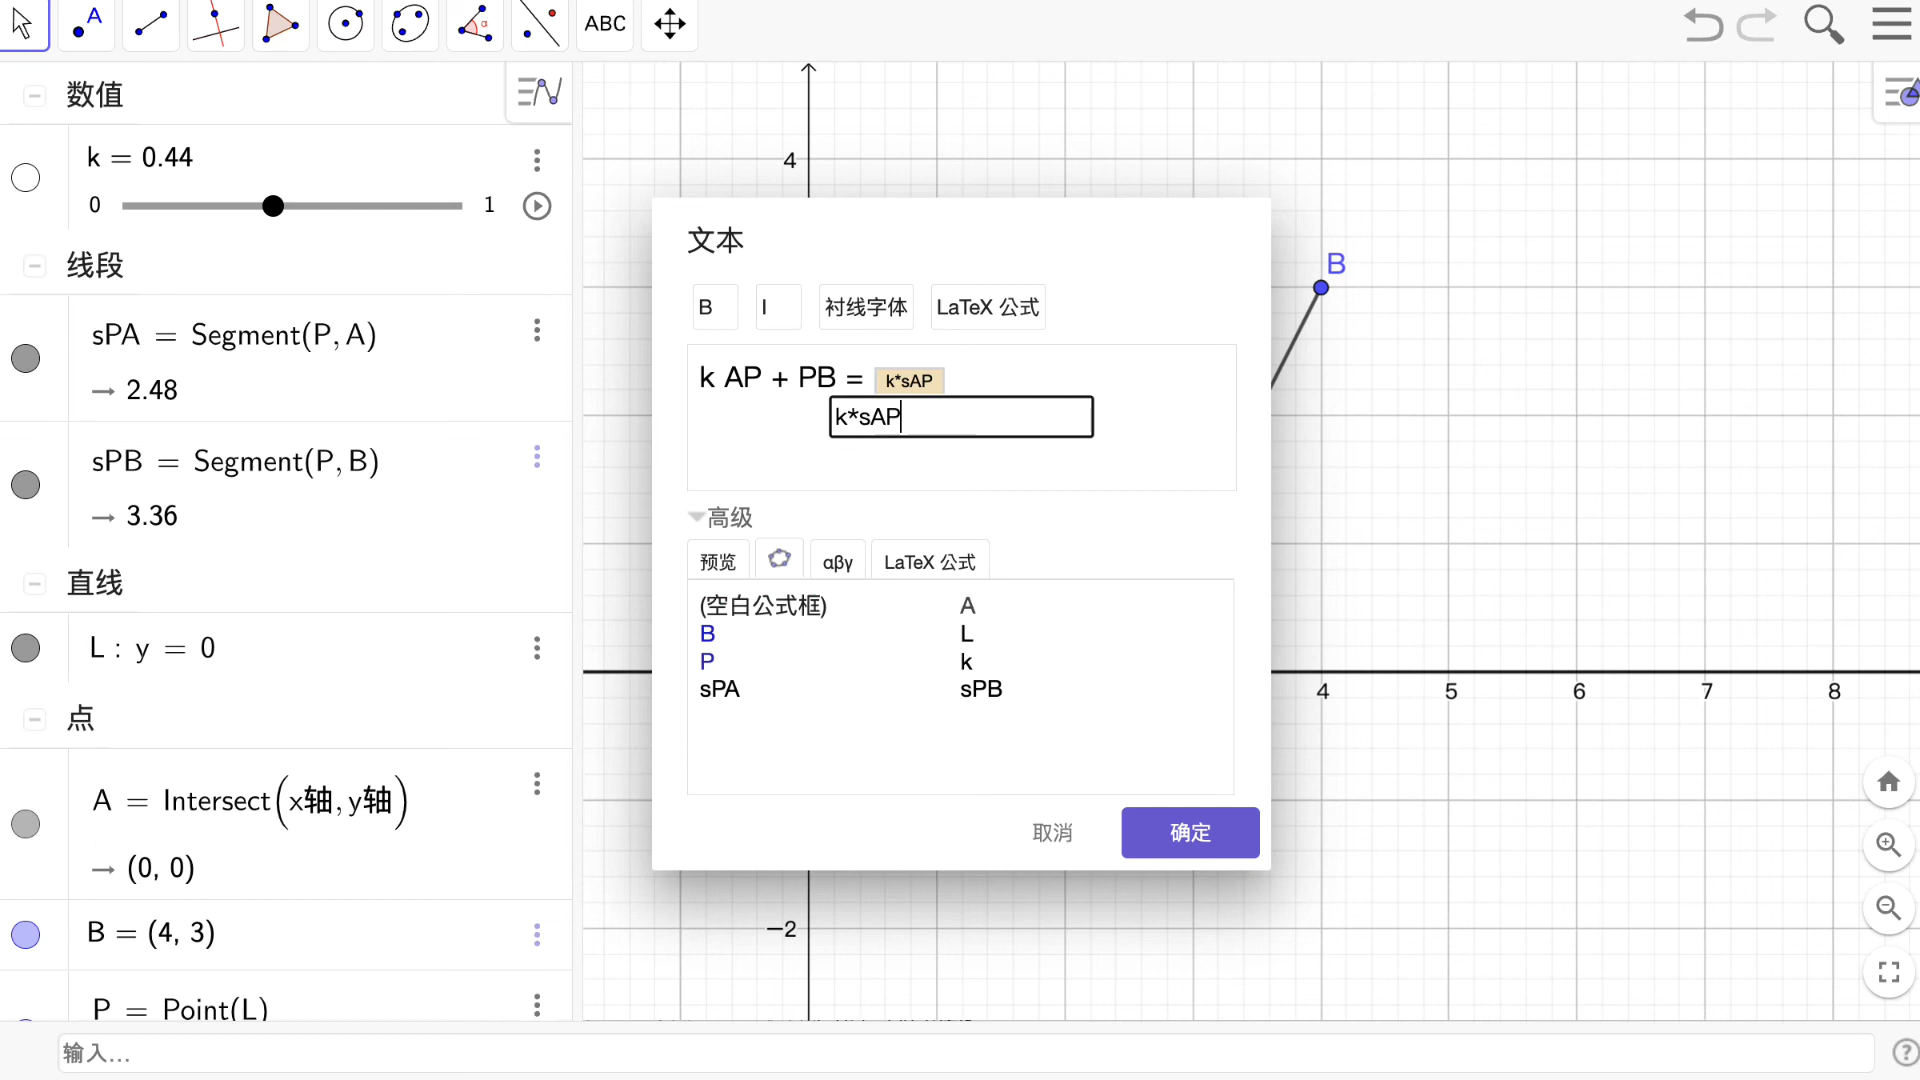 A
α
ABC
数值
k = 0.44
0
1
线段
sPA = Segment(P, A)
→ 2.48
sPB = Segment(P, B)
→ 3.36
直线
L : y = 0
点
A = Intersect(x轴, y轴)
→ (0, 0)
B = (4, 3)
P = Point(L)
输入...
4
B
4
5
6
7
8
−2
文本
B
I
衬线字体
LaTeX 公式
k AP + PB = k*sAP
k*sAP
高级
预览
αβγ
LaTeX 公式
(空白公式框)
A
B
L
P
k
sPA
sPB
取消
确定
?